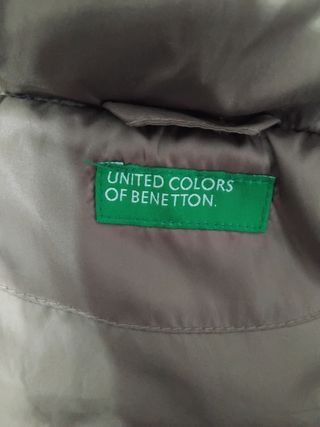 UNITED COLORS
OF BENETTON.